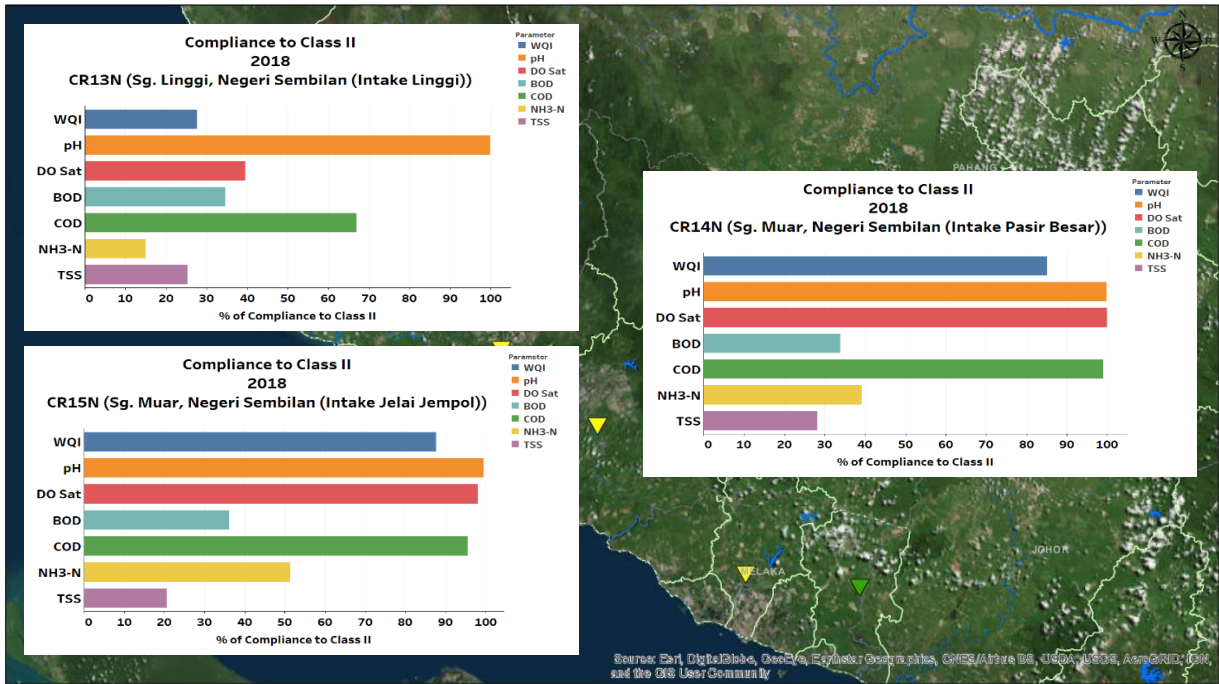 Compliance to Class II
2018
CR13N (Sg. Linggi, Negeri Sembilan (Intake Linggi))
Parameter
WQI
pH
DO Sat
BOD
COD
NH3-N
TSS
WQI
pH
DO Sat
BOD
COD
NH3-N
TSS
0 10 20 30 40 50 60 70 80 90 100
% of Compliance to Class II
N
W
S
PAHANG
Compliance to Class II
2018
CR14N (Sg. Muar, Negeri Sembilan (Intake Pasir Besar))
Parameter
WQI
pH
DO Sat
BOD
COD
NH3-N
TSS
WQI
pH
DO Sat
BOD
COD
NH3-N
TSS
0 10 20 30 40 50 60 70 80 90 100
% of Compliance to Class II
Compliance to Class II
2018
CR15N (Sg. Muar, Negeri Sembilan (Intake Jelai Jempol))
Parameter
WQI
pH
DO Sat
BOD
COD
NH3-N
TSS
WQI
pH
DO Sat
BOD
COD
NH3-N
TSS
0 10 20 30 40 50 60 70 80 90 100
% of Compliance to Class II
JOHOR
MELAKA
Source: Esri, DigitalGlobe, GeoEye, Earthstar Geographics, CNES/Airbus DS, USDA, USGS, AeroGRID, IGN,
and the GIS User Community